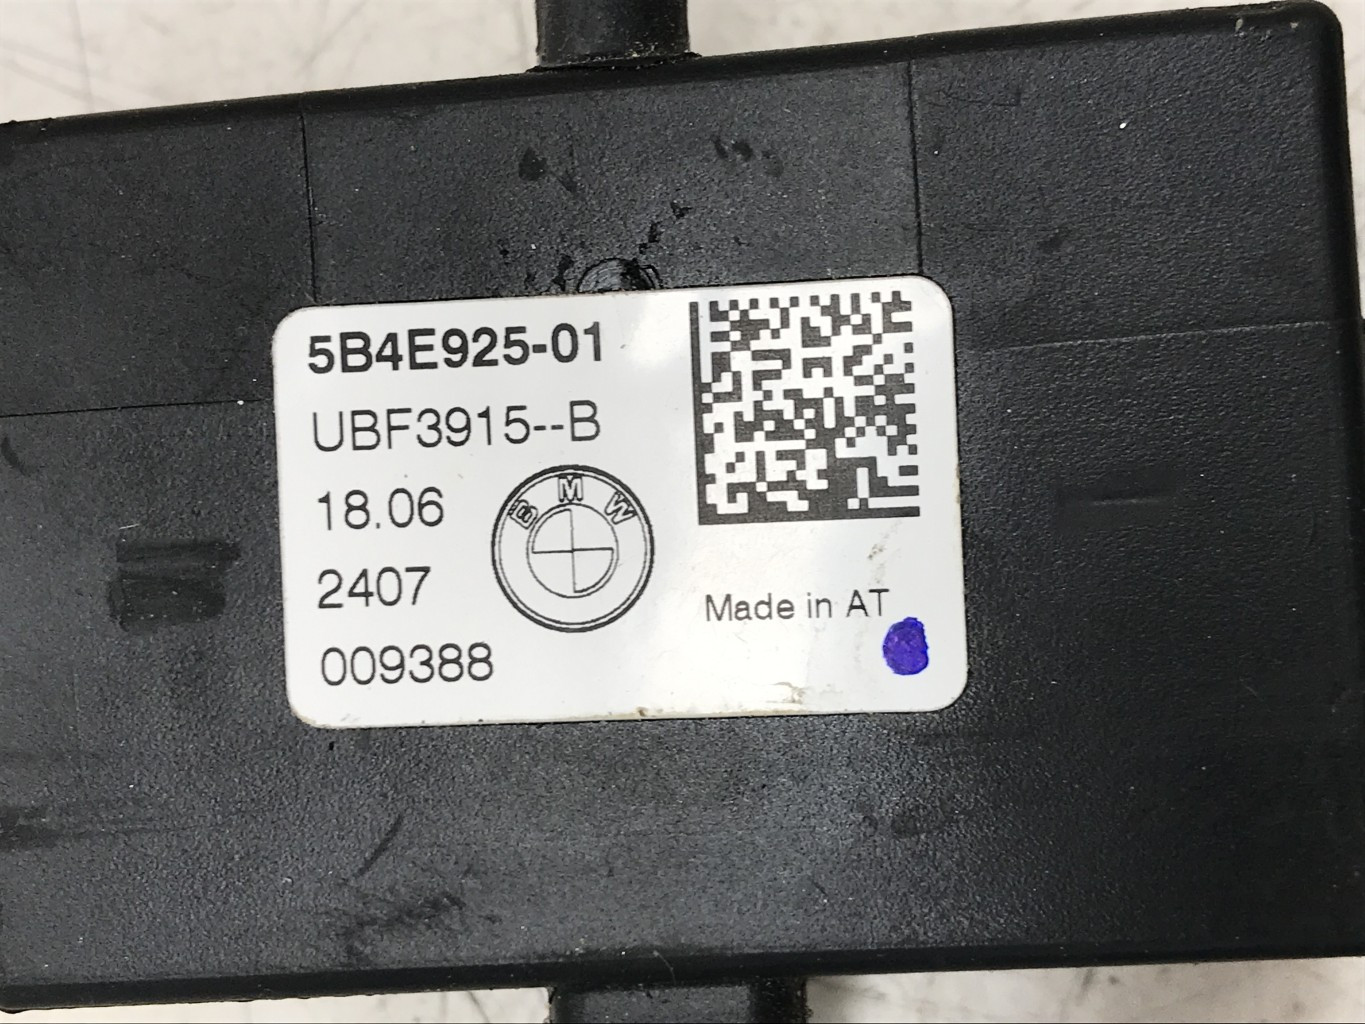 5B4E925-01
UBF3915--B
18.06
BMW
2407
Made in AT
009388